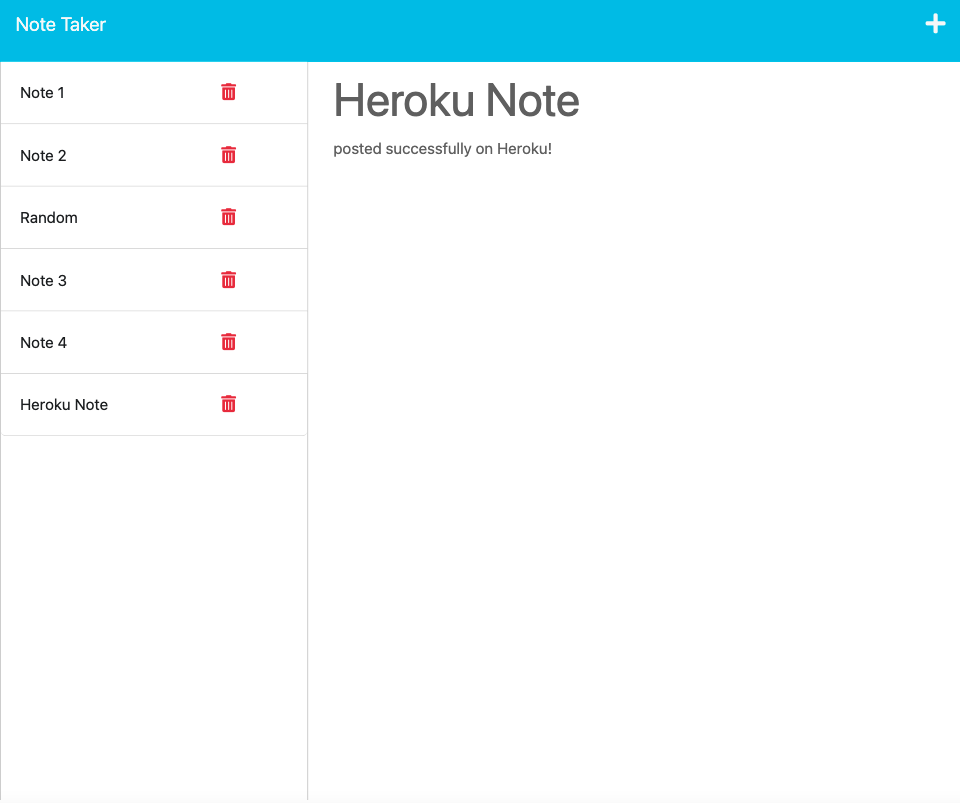 Note Taker
Note 1
Note 2
Random
Note 3
Note 4
Heroku Note
Heroku Note
posted successfully on Heroku!